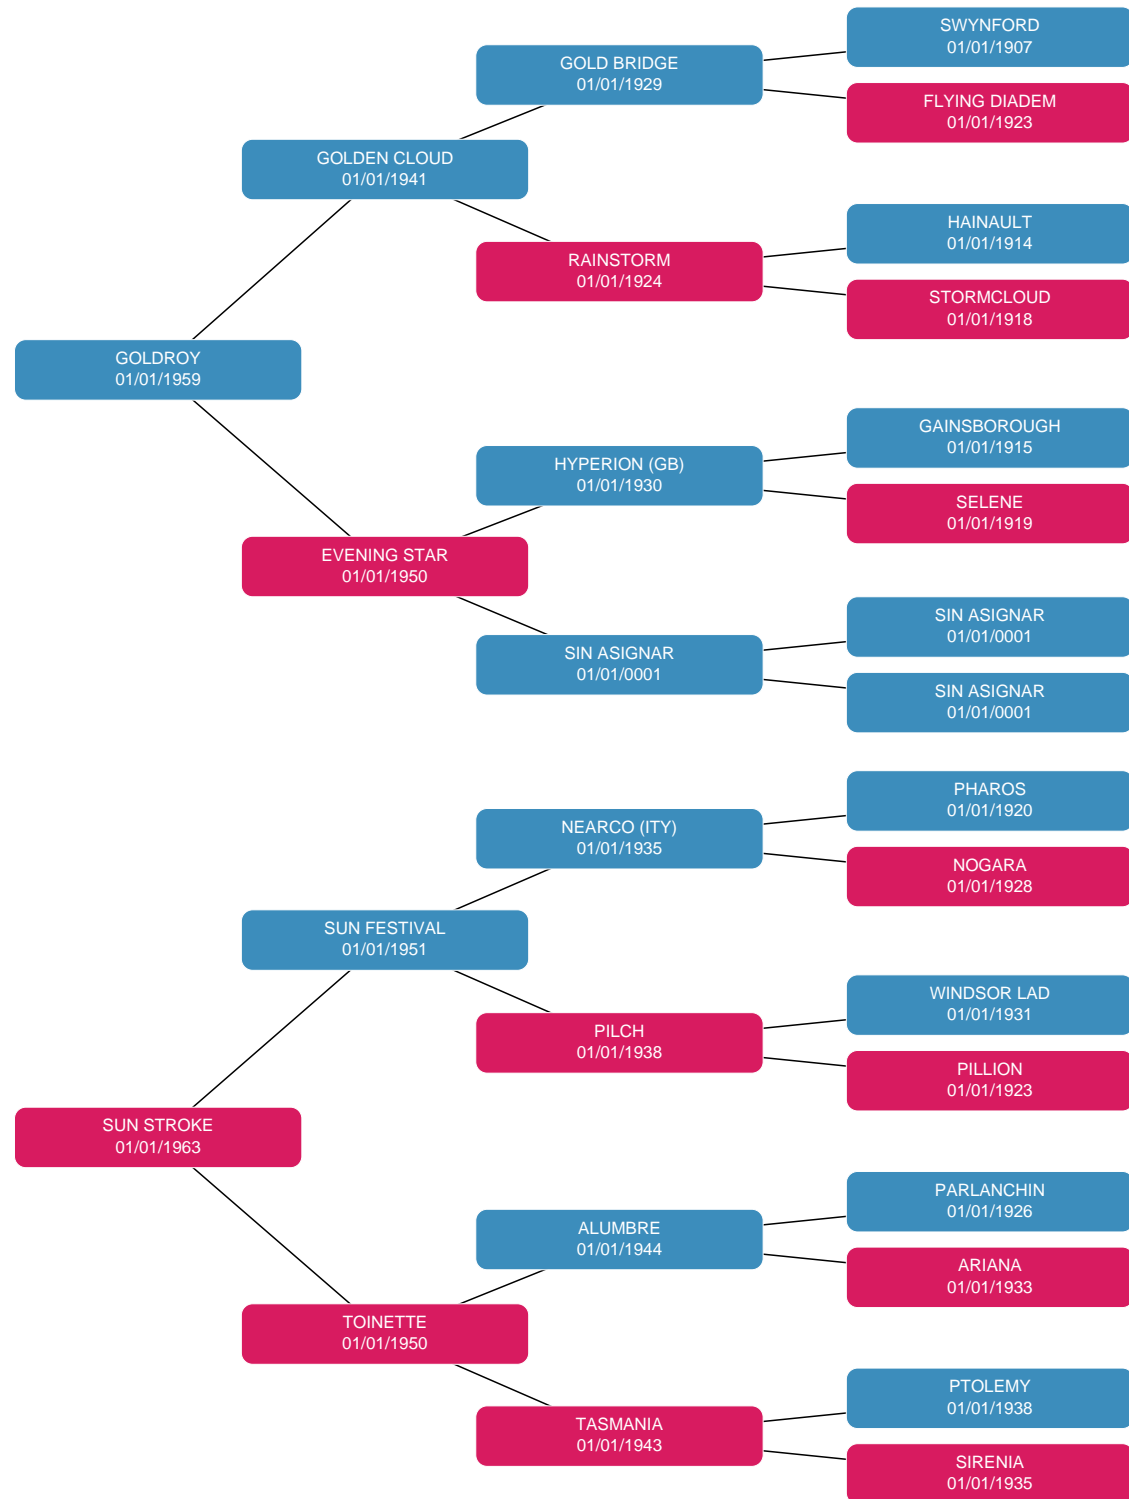 SWYNFORD
01/01/1907
GOLD BRIDGE
01/01/1929
FLYING DIADEM
01/01/1923
GOLDEN CLOUD
01/01/1941
HAINAULT
01/01/1914
RAINSTORM
01/01/1924
STORMCLOUD
01/01/1918
GOLDROY
01/01/1959
GAINSBOROUGH
01/01/1915
HYPERION (GB)
01/01/1930
SELENE
01/01/1919
EVENING STAR
01/01/1950
SIN ASIGNAR
01/01/0001
SIN ASIGNAR
01/01/0001
SIN ASIGNAR
01/01/0001
PHAROS
01/01/1920
NEARCO (ITY)
01/01/1935
NOGARA
01/01/1928
SUN FESTIVAL
01/01/1951
WINDSOR LAD
01/01/1931
PILCH
01/01/1938
PILLION
01/01/1923
SUN STROKE
01/01/1963
PARLANCHIN
01/01/1926
ALUMBRE
01/01/1944
ARIANA
01/01/1933
TOINETTE
01/01/1950
PTOLEMY
01/01/1938
TASMANIA
01/01/1943
SIRENIA
01/01/1935